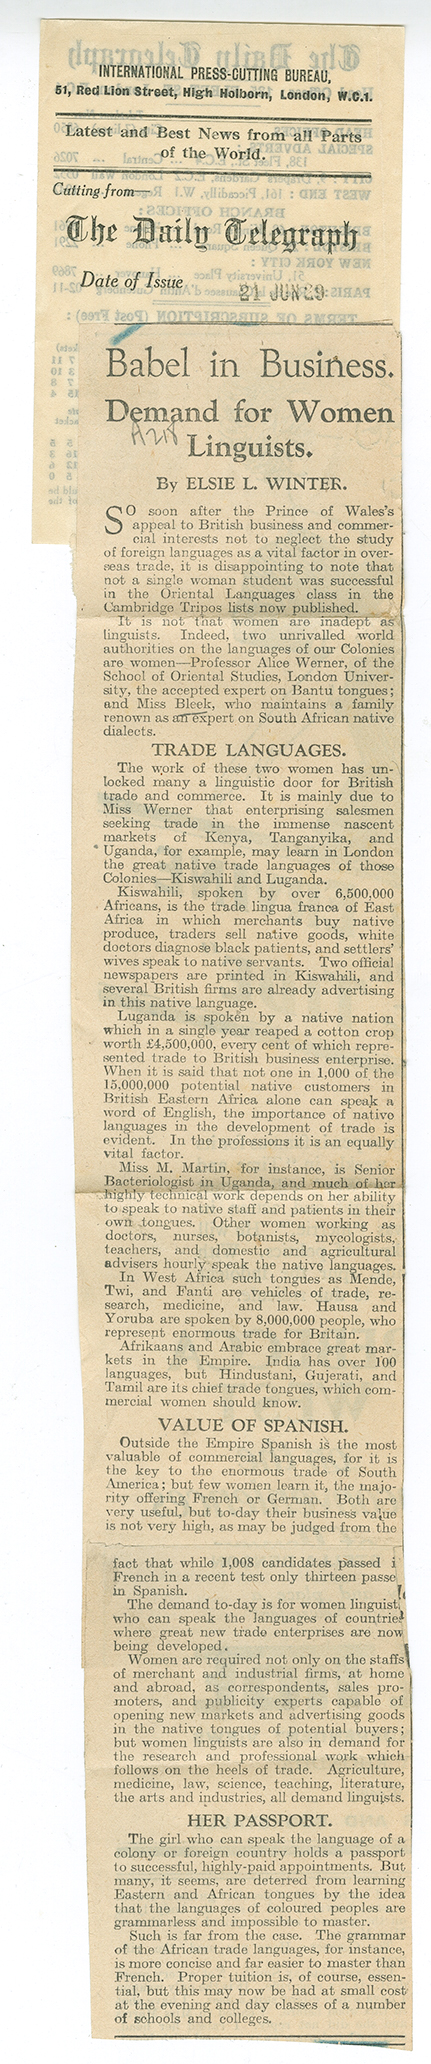 INTERNATIONAL PRESS-CUTTING BUREAU,
51, Red Lion Street, High Holborn, London, W.C.1.
Latest and Best News from all Parts
of the World.
Cutting from—
The Daily Telegraph
Date of Issue 21 JUN 29
Babel in Business.
Demand for Women
Linguists.
A218
By ELSIE L. WINTER.
SO soon after the Prince of Wales's
appeal to British business and commer-
cial interests not to neglect the study
of foreign languages as a vital factor in over-
seas trade, it is disappointing to note that
not a single woman student was successful
in the Oriental Languages class in the
Cambridge Tripos lists now published.
It is not that women are inadept as
linguists. Indeed, two unrivalled world
authorities on the languages of our Colonies
are women—Professor Alice Werner, of the
School of Oriental Studies, London Univer-
sity, the accepted expert on Bantu tongues;
and Miss Bleek, who maintains a family
renown as an expert on South African native
dialects.
TRADE LANGUAGES.
The work of these two women has un-
locked many a linguistic door for British
trade and commerce. It is mainly due to
Miss Werner that enterprising salesmen
seeking trade in the immense nascent
markets of Kenya, Tanganyika, and
Uganda, for example, may learn in London
the great native trade languages of those
Colonies—Kiswahili and Luganda.
Kiswahili, spoken by over 6,500,000
Africans, is the trade lingua franca of East
Africa in which merchants buy native
produce, traders sell native goods, white
doctors diagnose black patients, and settlers'
wives speak to native servants. Two official
newspapers are printed in Kiswahili, and
several British firms are already advertising
in this native language.
Luganda is spoken by a native nation
which in a single year reaped a cotton crop
worth £4,500,000, every cent of which repre-
sented trade to British business enterprise.
When it is said that not one in 1,000 of the
15,000,000 potential native customers in
British Eastern Africa alone can speak a
word of English, the importance of native
languages in the development of trade is
evident. In the professions it is an equally
vital factor.
Miss M. Martin, for instance, is Senior
Bacteriologist in Uganda, and much of her
highly technical work depends on her ability
to speak to native staff and patients in their
own tongues. Other women working as
doctors, nurses, botanists, mycologists,
teachers, and domestic and agricultural
advisers hourly speak the native languages.
In West Africa such tongues as Mende,
Twi, and Fanti are vehicles of trade, re-
search, medicine, and law. Hausa and
Yoruba are spoken by 8,000,000 people, who
represent enormous trade for Britain.
Afrikaans and Arabic embrace great mar-
kets in the Empire. India has over 100
languages, but Hindustani, Gujerati, and
Tamil are its chief trade tongues, which com-
mercial women should know.
VALUE OF SPANISH.
Outside the Empire Spanish is the most
valuable of commercial languages, for it is
the key to the enormous trade of South
America; but few women learn it, the majo-
rity offering French or German. Both are
very useful, but to-day their business value
is not very high, as may be judged from the
fact that while 1,008 candidates passed i
French in a recent test only thirteen passe
in Spanish.
The demand to-day is for women linguist
who can speak the languages of countries
where great new trade enterprises are now
being developed.
Women are required not only on the staffs
of merchant and industrial firms, at home
and abroad, as correspondents, sales pro-
moters, and publicity experts capable of
opening new markets and advertising goods
in the native tongues of potential buyers;
but women linguists are also in demand for
the research and professional work which
follows on the heels of trade. Agriculture,
medicine, law, science, teaching, literature,
the arts and industries, all demand linguists.
HER PASSPORT.
The girl who can speak the language of a
colony or foreign country holds a passport
to successful, highly-paid appointments. But
many, it seems, are deterred from learning
Eastern and African tongues by the idea
that the languages of coloured peoples are
grammarless and impossible to master.
Such is far from the case. The grammar
of the African trade languages, for instance,
is more concise and far easier to master than
French. Proper tuition is, of course, essen-
tial, but this may now be had at small cost
at the evening and day classes of a number
of schools and colleges.